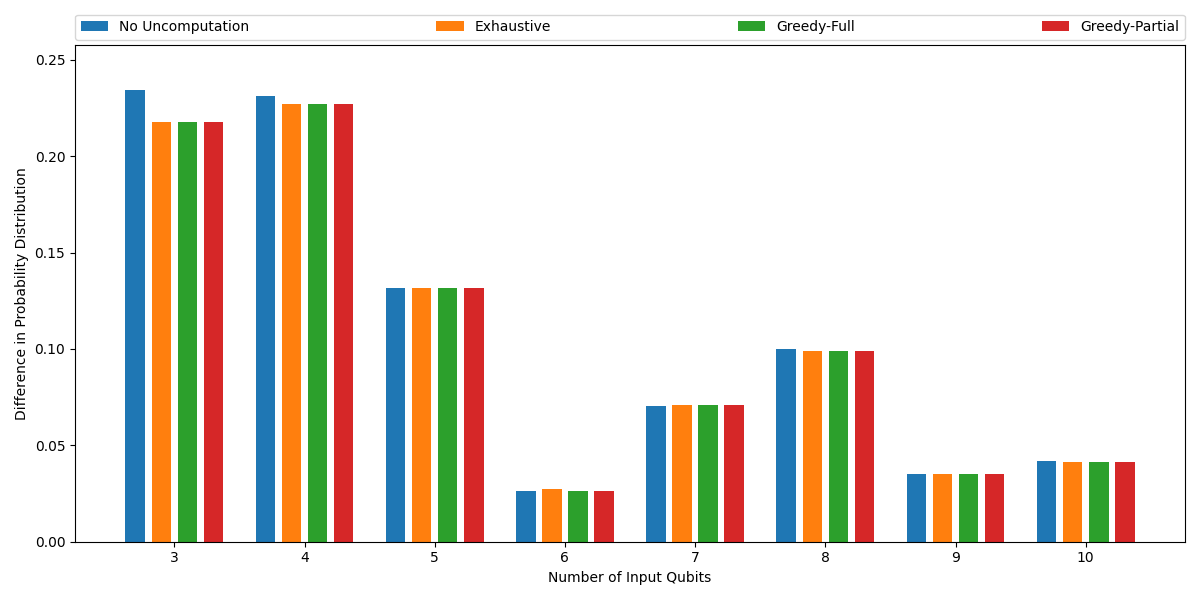 No Uncomputation Exhaustive Greedy-Full Greedy-Partial
0.25
0.20
0.15
0.10
0.05
0.00
Difference in Probability Distribution
3 4 5 6 7 8 9 10
Number of Input Qubits